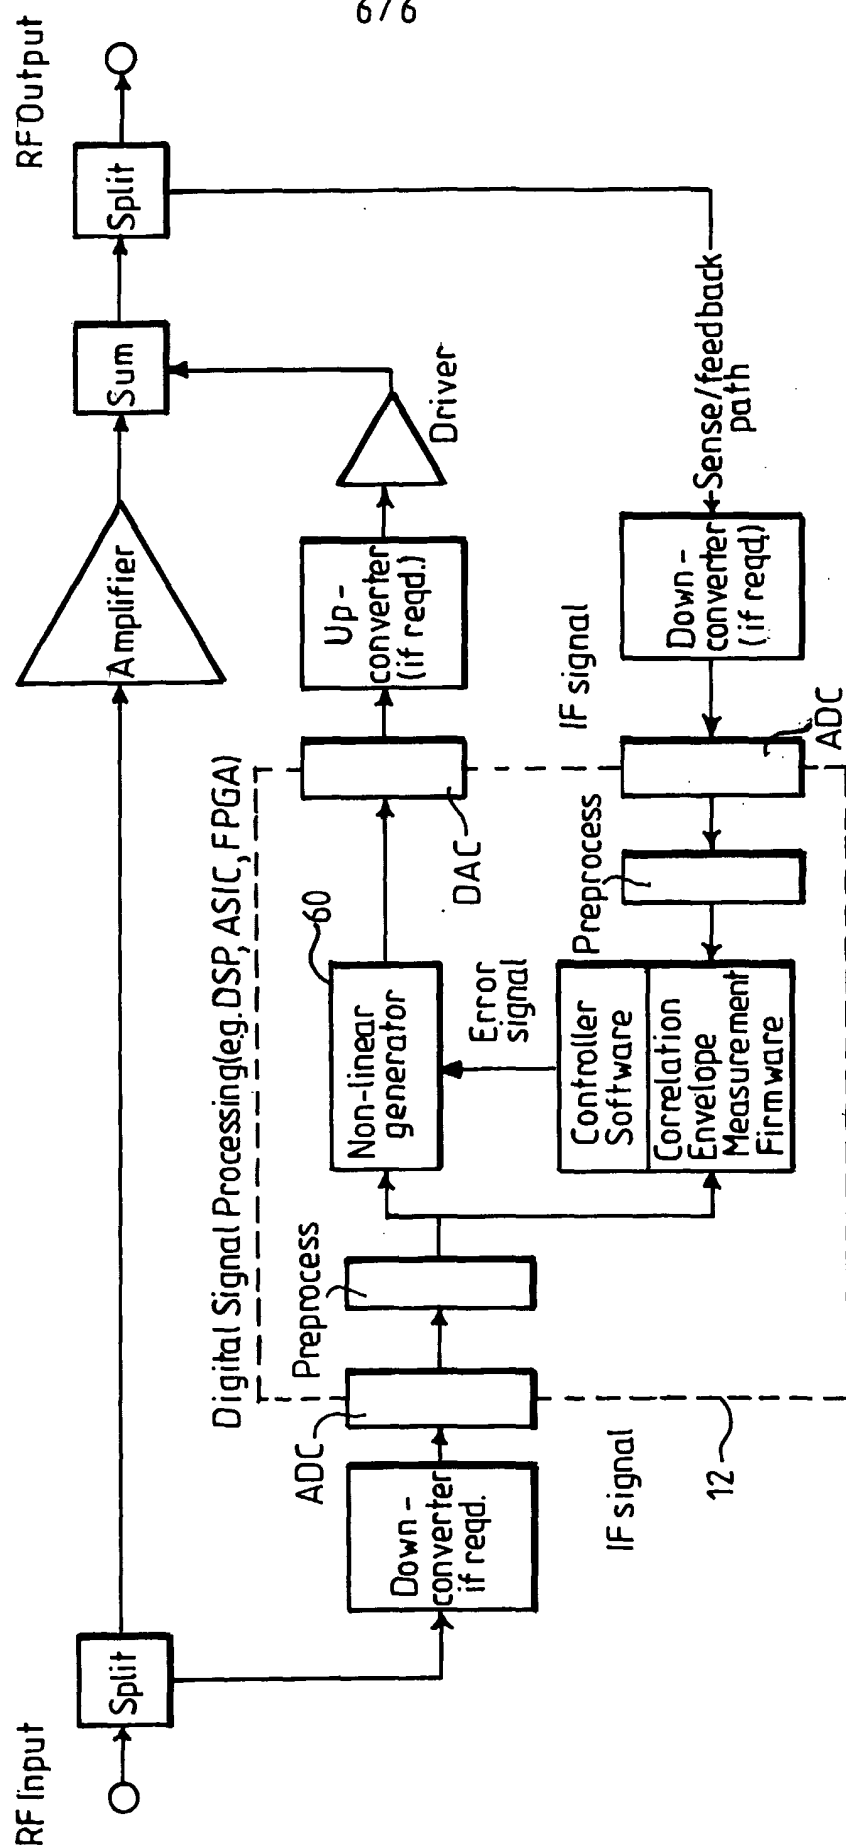 6/6
RF Input
Split
Amplifier
Sum
Split
RF Output
Digital Signal Processing(eg. DSP, ASIC, FPGA)
Down-
converter
if reqd.
ADC
Preprocess
Non-linear
generator
60
DAC
Up-
converter
(if reqd.)
Driver
Error
signal
Controller
Software
Correlation
Envelope
Measurement
Firmware
Preprocess
ADC
IF signal
Down-
converter
(if reqd.)
Sense/feedback
path
IF signal
12